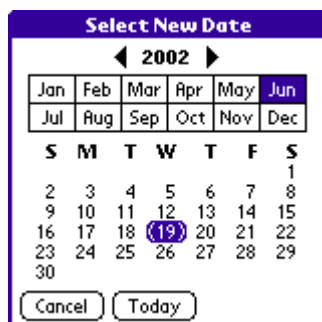 Select New Date
2002
Jan Feb Mar Apr May Jun
Jul Aug Sep Oct Nov Dec
S M T W T F S
1
2 3 4 5 6 7 8
9 10 11 12 13 14 15
16 17 18 19 20 21 22
23 24 25 26 27 28 29
30
Cancel Today